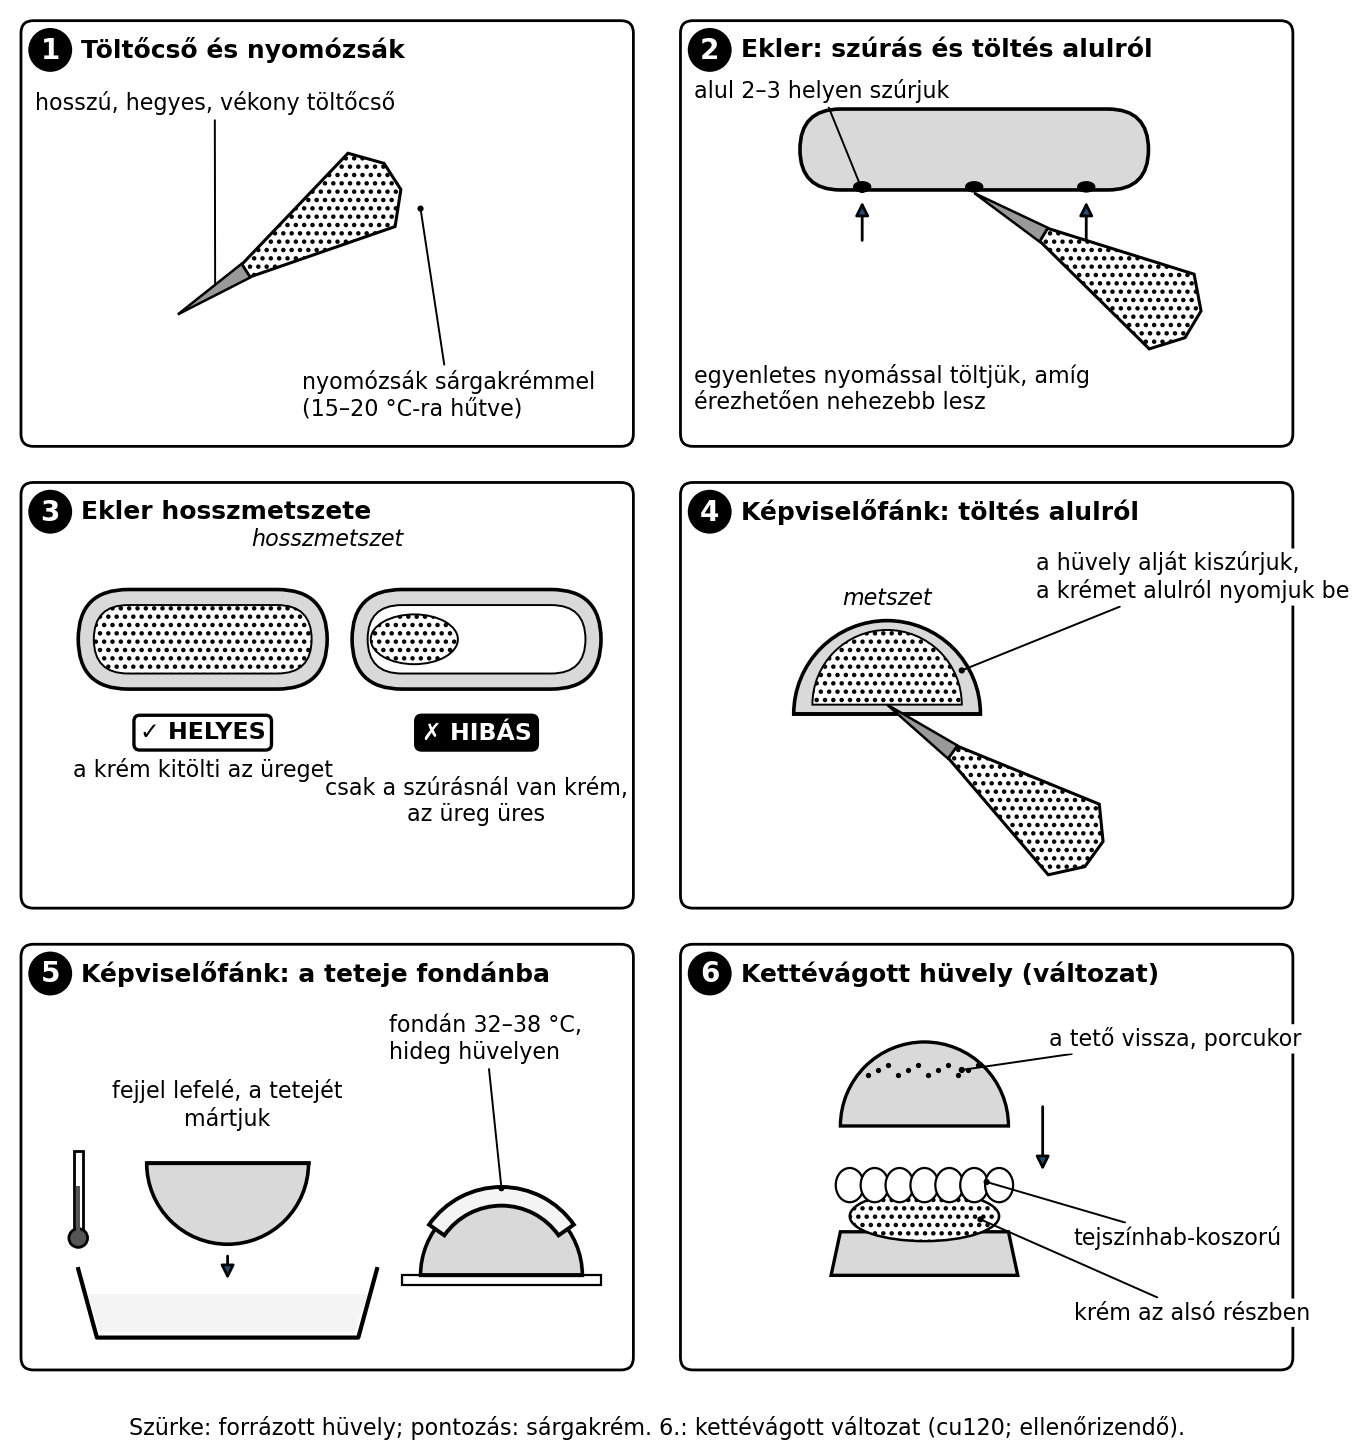 1 Töltőcső és nyomózsák
hosszú, hegyes, vékony töltőcső
nyomózsák sárgakrémmel
(15–20 °C-ra hűtve)
2 Ekler: szúrás és töltés alulról
alul 2–3 helyen szúrjuk
egyenletes nyomással töltjük, amíg
érezhetően nehezebb lesz
3 Ekler hosszmetszete
hosszmetszet
✓ HELYES
a krém kitölti az üreget
✗ HIBÁS
csak a szúrásnál van krém,
az üreg üres
4 Képviselőfánk: töltés alulról
a hüvely alját kiszúrjuk,
a krémet alulról nyomjuk be
metszet
5 Képviselőfánk: a teteje fondánba
fondán 32–38 °C,
hideg hüvelyen
fejjel lefelé, a tetejét
mártjuk
6 Kettévágott hüvely (változat)
a tető vissza, porcukor
tejszínhab-koszorú
krém az alsó részben
Szürke: forrázott hüvely; pontozás: sárgakrém. 6.: kettévágott változat (cu120; ellenőrizendő).